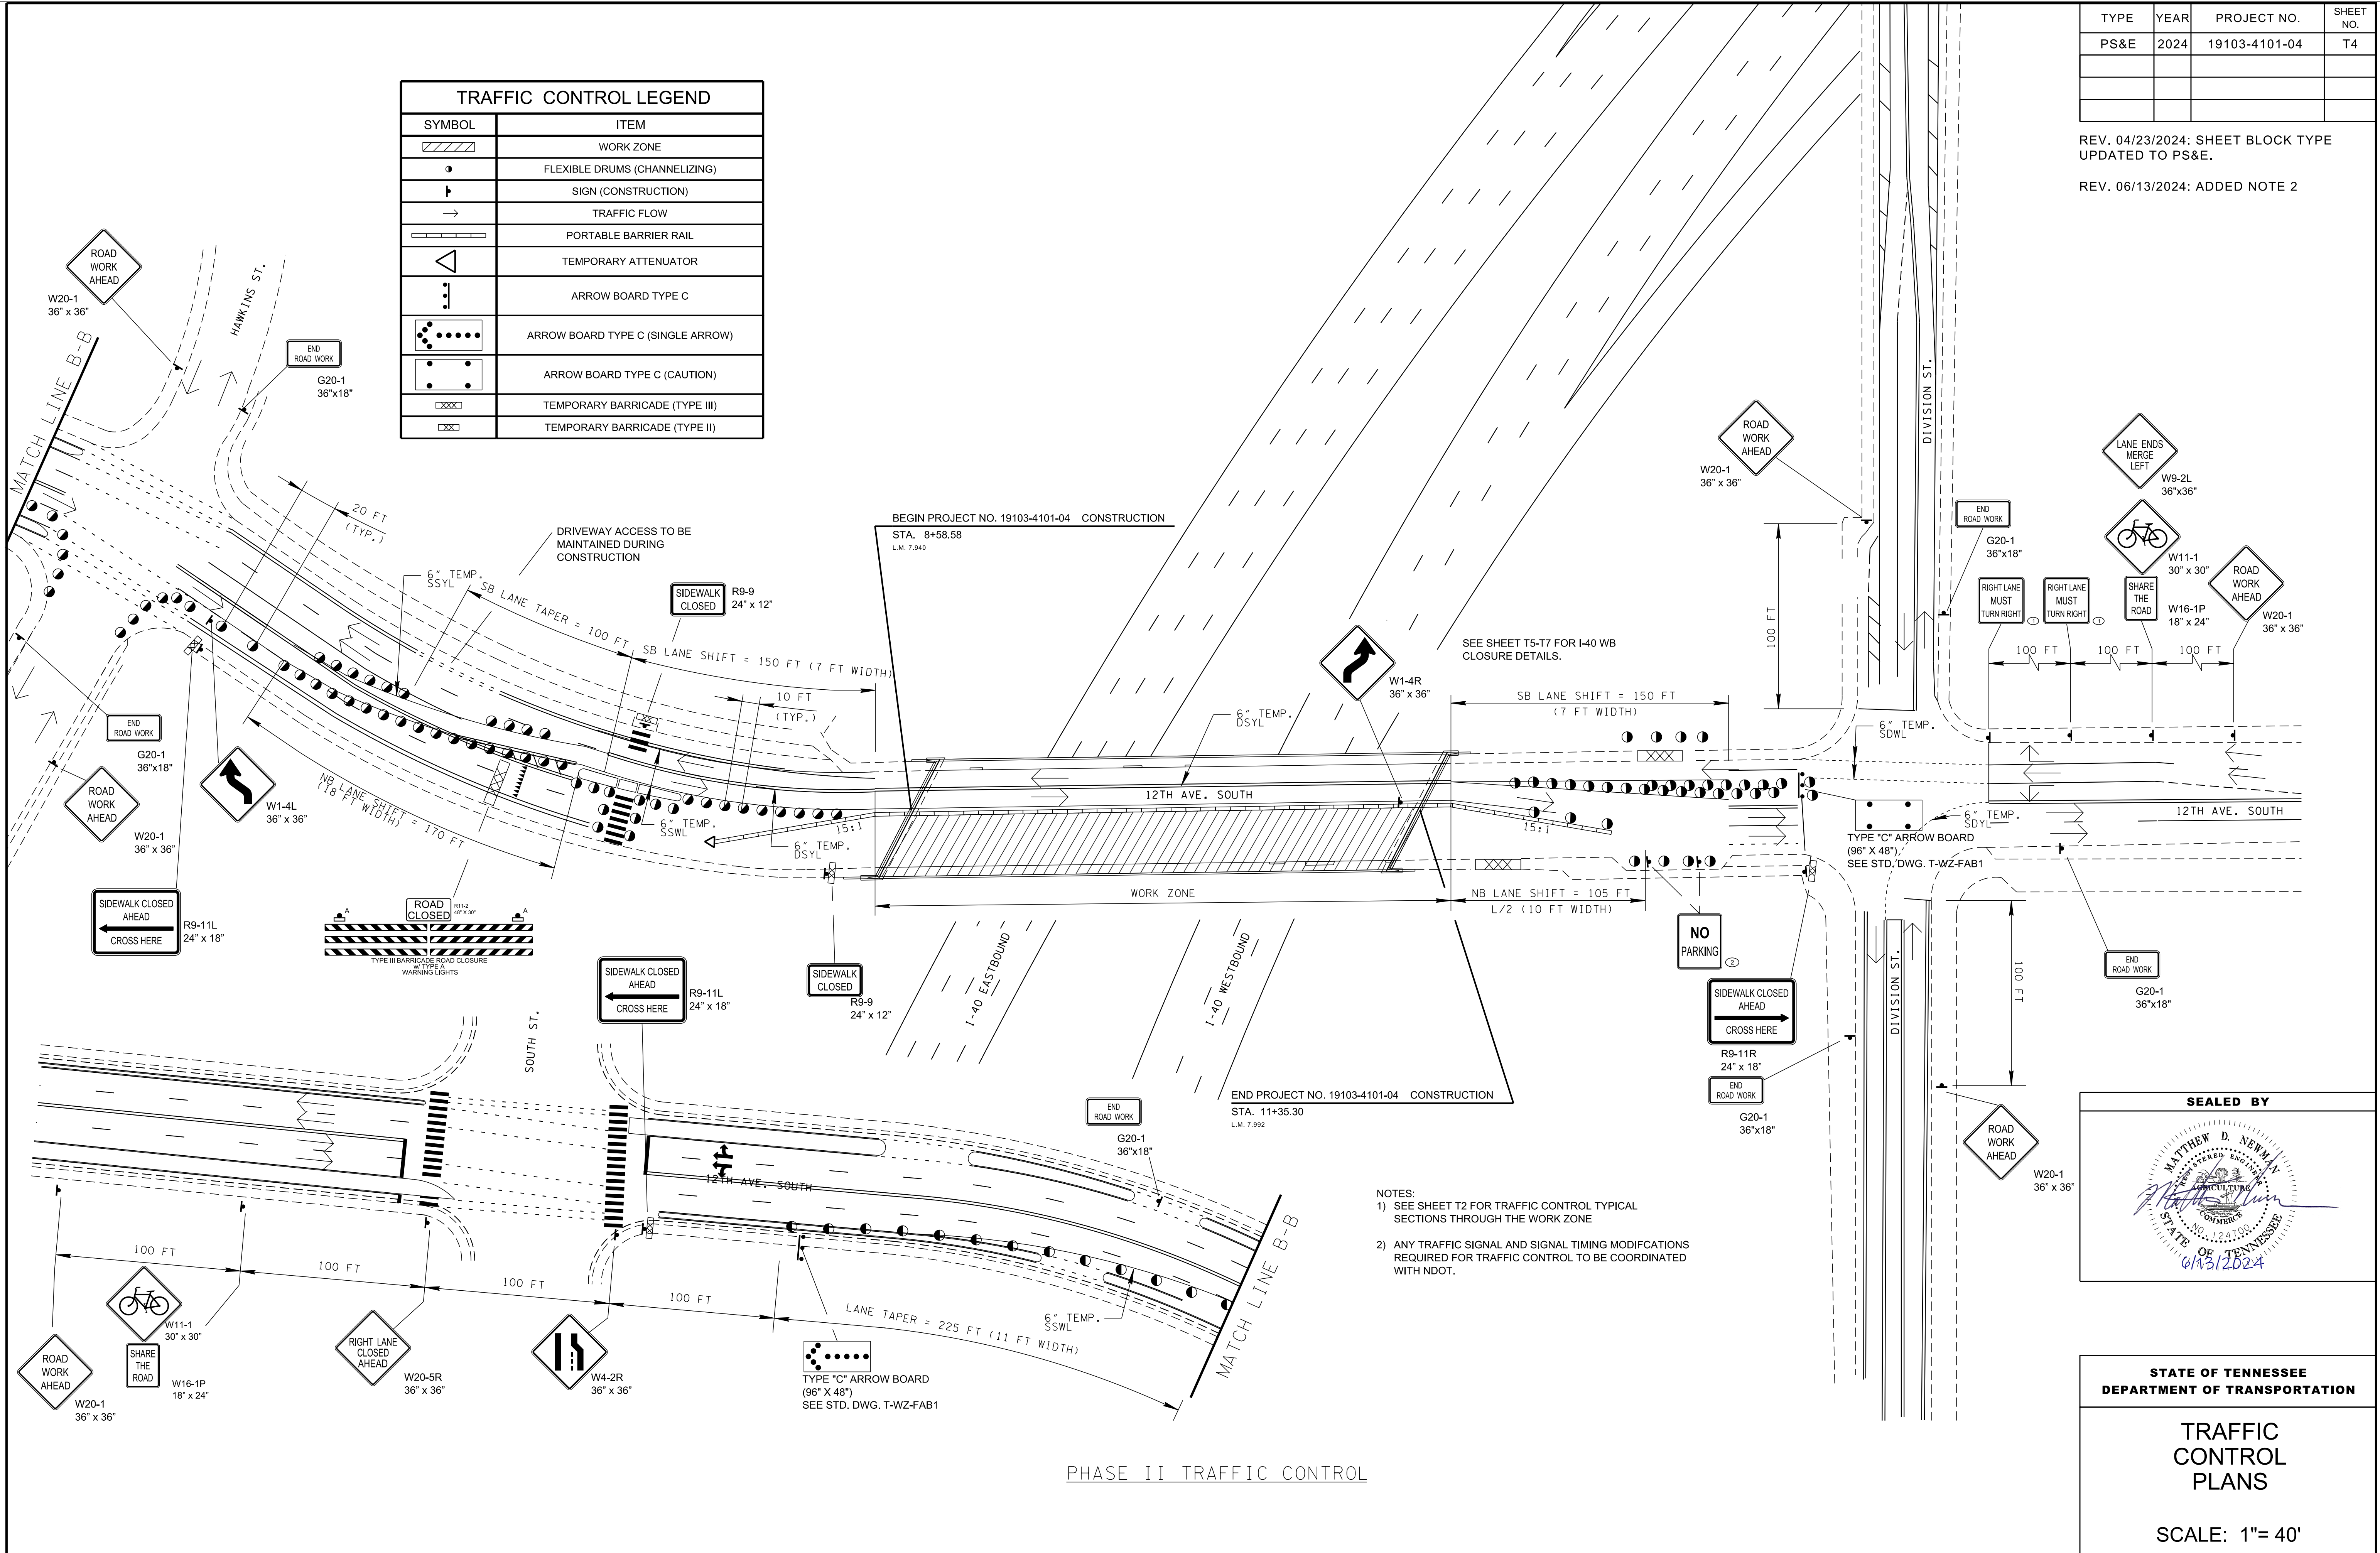 TYPE YEAR PROJECT NO. SHEET NO.
PS&E 2024 19103-4101-04 T4
REV. 04/23/2024: SHEET BLOCK TYPE
UPDATED TO PS&E.
REV. 06/13/2024: ADDED NOTE 2
TRAFFIC CONTROL LEGEND
SYMBOL ITEM
WORK ZONE
FLEXIBLE DRUMS (CHANNELIZING)
SIGN (CONSTRUCTION)
TRAFFIC FLOW
PORTABLE BARRIER RAIL
TEMPORARY ATTENUATOR
ARROW BOARD TYPE C
ARROW BOARD TYPE C (SINGLE ARROW)
ARROW BOARD TYPE C (CAUTION)
TEMPORARY BARRICADE (TYPE III)
TEMPORARY BARRICADE (TYPE II)
ROAD
WORK
AHEAD
W20-1
36" x 36"
HAWKINS ST.
MATCH LINE B-B
END
ROAD WORK
G20-1
36"x18"
20 FT
(TYP.)
DRIVEWAY ACCESS TO BE
MAINTAINED DURING
CONSTRUCTION
6" TEMP.
SSYL
SB LANE TAPER = 100 FT
SB LANE SHIFT = 150 FT (7 FT WIDTH)
SIDEWALK
CLOSED
R9-9
24" x 12"
10 FT
(TYP.)
BEGIN PROJECT NO. 19103-4101-04 CONSTRUCTION
STA. 8+58.58
L.M. 7.940
W1-4R
36" x 36"
SEE SHEET T5-T7 FOR I-40 WB
CLOSURE DETAILS.
SB LANE SHIFT = 150 FT
(7 FT WIDTH)
6" TEMP.
DSYL
12TH AVE. SOUTH
ROAD
WORK
AHEAD
W20-1
36" x 36"
100 FT
DIVISION ST.
END
ROAD WORK
G20-1
36"x18"
LANE ENDS
MERGE
LEFT
W9-2L
36"x36"
W11-1
30" x 30"
RIGHT LANE
MUST
TURN RIGHT
1
RIGHT LANE
MUST
TURN RIGHT
1
SHARE
THE
ROAD
W16-1P
18" x 24"
ROAD
WORK
AHEAD
W20-1
36" x 36"
100 FT
100 FT
100 FT
6" TEMP.
SDWL
12TH AVE. SOUTH
6" TEMP.
SDYL
TYPE "C" ARROW BOARD
(96" X 48")
SEE STD. DWG. T-WZ-FAB1
END
ROAD WORK
G20-1
36"x18"
ROAD
WORK
AHEAD
W20-1
36" x 36"
W1-4L
36" x 36"
NB LANE SHIFT = 170 FT
(18 FT WIDTH)
6" TEMP.
SSWL
15:1
6" TEMP.
DSYL
15:1
WORK ZONE
NB LANE SHIFT = 105 FT
L/2 (10 FT WIDTH)
SIDEWALK CLOSED
AHEAD
CROSS HERE
R9-11L
24" x 18"
A
A
ROAD
CLOSED
R11-2
48" X 30"
TYPE III BARRICADE ROAD CLOSURE
w/ TYPE A
WARNING LIGHTS
SIDEWALK
CLOSED
R9-9
24" x 12"
I-40 EASTBOUND
I-40 WESTBOUND
NO
PARKING
2
SIDEWALK CLOSED
AHEAD
CROSS HERE
R9-11R
24" x 18"
END
ROAD WORK
G20-1
36"x18"
DIVISION ST.
100 FT
END
ROAD WORK
G20-1
36"x18"
ROAD
WORK
AHEAD
W20-1
36" x 36"
END PROJECT NO. 19103-4101-04 CONSTRUCTION
STA. 11+35.30
L.M. 7.992
SIDEWALK CLOSED
AHEAD
CROSS HERE
R9-11L
24" x 18"
SOUTH ST.
12TH AVE. SOUTH
END
ROAD WORK
G20-1
36"x18"
100 FT
100 FT
100 FT
100 FT
LANE TAPER = 225 FT (11 FT WIDTH)
6" TEMP.
SSWL
MATCH LINE B-B
ROAD
WORK
AHEAD
W20-1
36" x 36"
W11-1
30" x 30"
SHARE
THE
ROAD
W16-1P
18" x 24"
RIGHT LANE
CLOSED
AHEAD
W20-5R
36" x 36"
W4-2R
36" x 36"
TYPE "C" ARROW BOARD
(96" X 48")
SEE STD. DWG. T-WZ-FAB1
NOTES:
1) SEE SHEET T2 FOR TRAFFIC CONTROL TYPICAL
SECTIONS THROUGH THE WORK ZONE
2) ANY TRAFFIC SIGNAL AND SIGNAL TIMING MODIFCATIONS
REQUIRED FOR TRAFFIC CONTROL TO BE COORDINATED
WITH NDOT.
PHASE II TRAFFIC CONTROL
SEALED BY
MATTHEW D. NEWMAN
REGISTERED ENGINEER
AGRICULTURE
COMMERCE
NO. 124700
STATE OF TENNESSEE
6/13/2024
STATE OF TENNESSEE
DEPARTMENT OF TRANSPORTATION
TRAFFIC
CONTROL
PLANS
SCALE: 1"= 40'